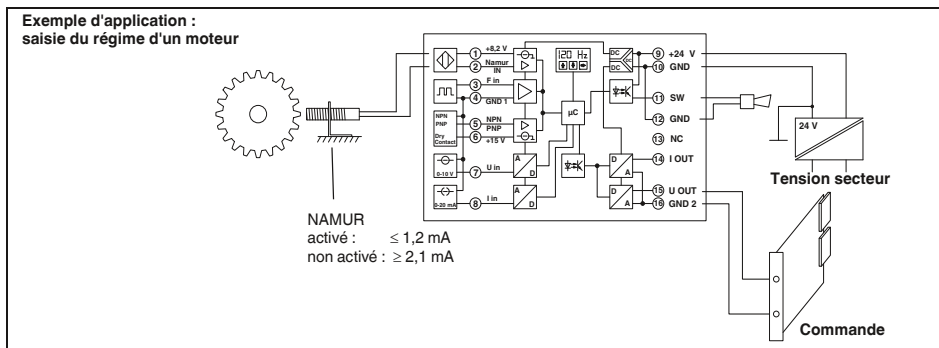 Exemple d'application :
saisie du régime d'un moteur
NAMUR
activé : ≤ 1,2 mA
non activé : ≥ 2,1 mA
1 +8,2 V
2 Namur IN
3 F in
4 GND 1
NPN
PNP
Dry
Contact
5 NPN
PNP
6 +15 V
0-10 V
7 U in
0-20 mA
8 I in
A
D
A
D
120 Hz
µC
DC
DC
DC
D
A
D
A
9 +24 V
10 GND
11 SW
12 GND
13 NC
14 I OUT
15 U OUT
16 GND 2
24 V
Tension secteur
Commande